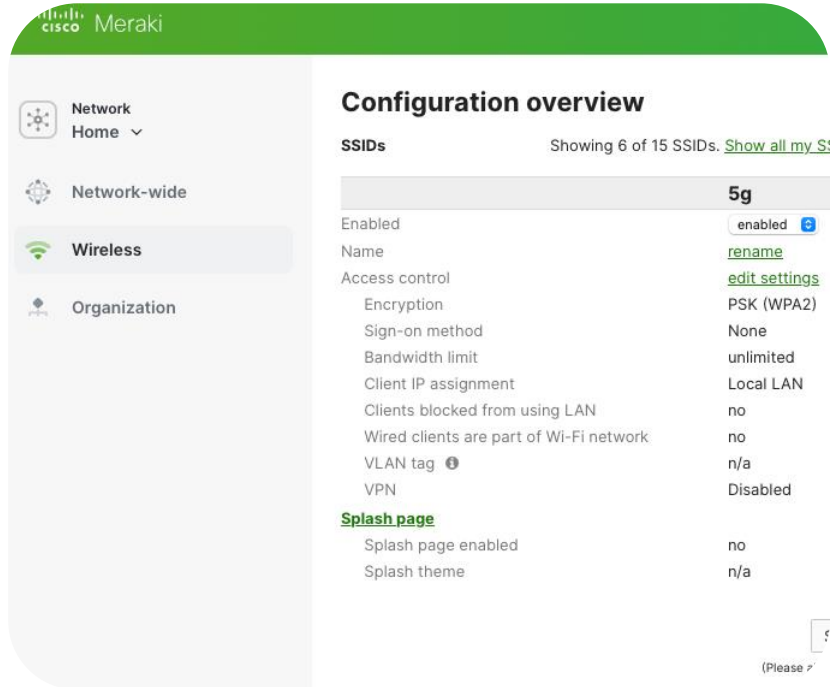 cisco Meraki
Network
Home
Network-wide
Wireless
Organization
Configuration overview
SSIDs Showing 6 of 15 SSIDs. Show all my
5g
Enabled enabled
Name rename
Access control edit settings
Encryption PSK (WPA2)
Sign-on method None
Bandwidth limit unlimited
Client IP assignment Local LAN
Clients blocked from using LAN no
Wired clients are part of Wi-Fi network no
VLAN tag n/a
VPN Disabled
Splash page
Splash page enabled no
Splash theme n/a
(Please